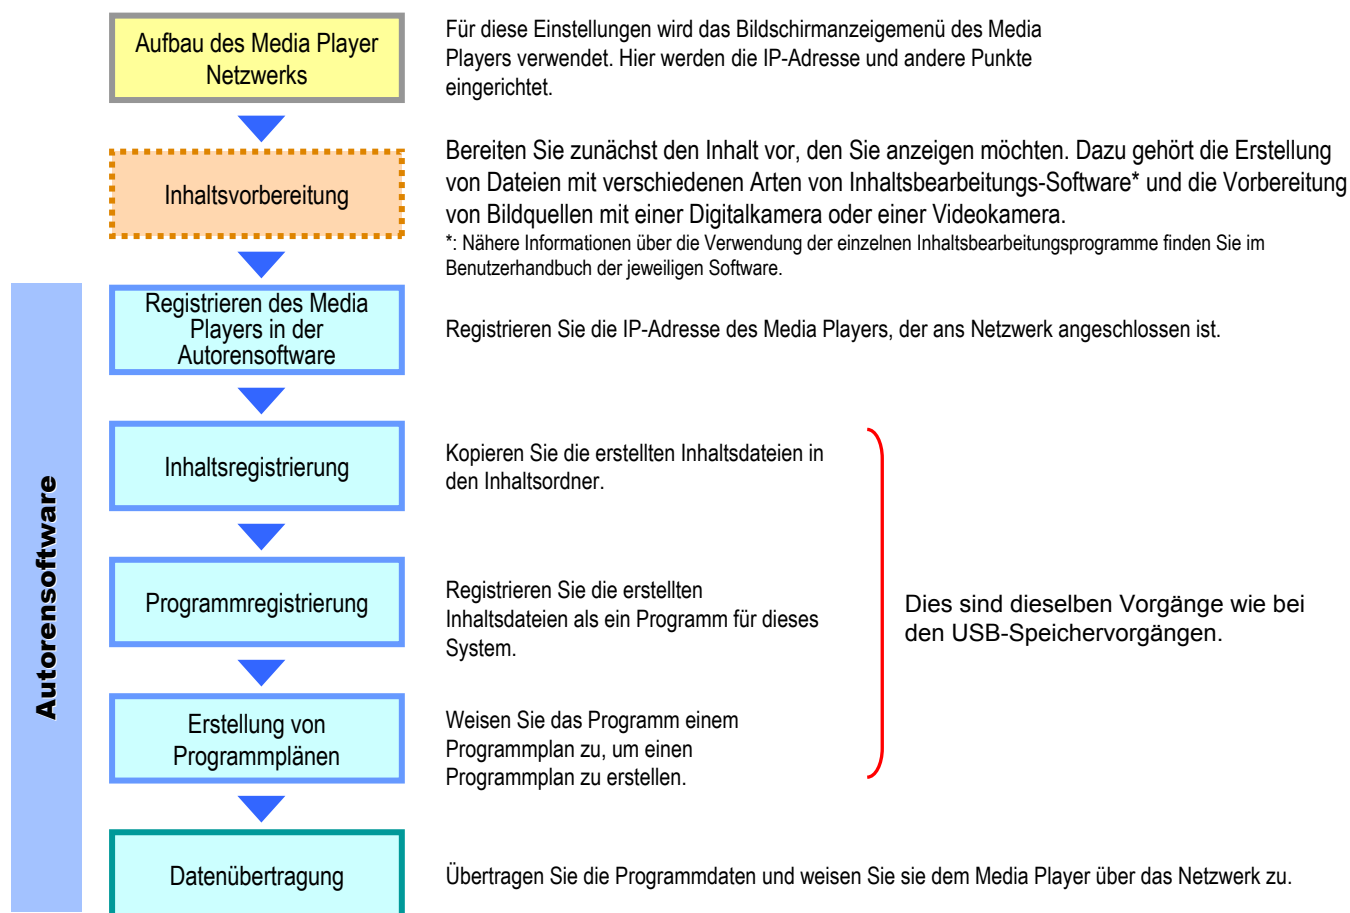 Aufbau des Media Player
Netzwerks
Für diese Einstellungen wird das Bildschirmanzeigemenü des Media
Players verwendet. Hier werden die IP-Adresse und andere Punkte
eingerichtet.
Inhaltsvorbereitung
Bereiten Sie zunächst den Inhalt vor, den Sie anzeigen möchten. Dazu gehört die Erstellung
von Dateien mit verschiedenen Arten von Inhaltsbearbeitungs-Software* und die Vorbereitung
von Bildquellen mit einer Digitalkamera oder einer Videokamera.
*: Nähere Informationen über die Verwendung der einzelnen Inhaltsbearbeitungsprogramme finden Sie im
Benutzerhandbuch der jeweiligen Software.
Autorensoftware
Registrieren des Media
Players in der
Autorensoftware
Registrieren Sie die IP-Adresse des Media Players, der ans Netzwerk angeschlossen ist.
Inhaltsregistrierung
Kopieren Sie die erstellten Inhaltsdateien in
den Inhaltsordner.
Programmregistrierung
Registrieren Sie die erstellten
Inhaltsdateien als ein Programm für dieses
System.
Dies sind dieselben Vorgänge wie bei
den USB-Speichervorgängen.
Erstellung von
Programmplänen
Weisen Sie das Programm einem
Programmplan zu, um einen
Programmplan zu erstellen.
Datenübertragung
Übertragen Sie die Programmdaten und weisen Sie sie dem Media Player über das Netzwerk zu.